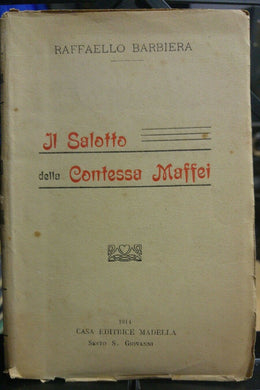 RAFFAELLO BARBIERA
Il Salotto
della Contessa Maffei
1914
CASA EDITRICE MADELLA
SESTO S. GIOVANNI